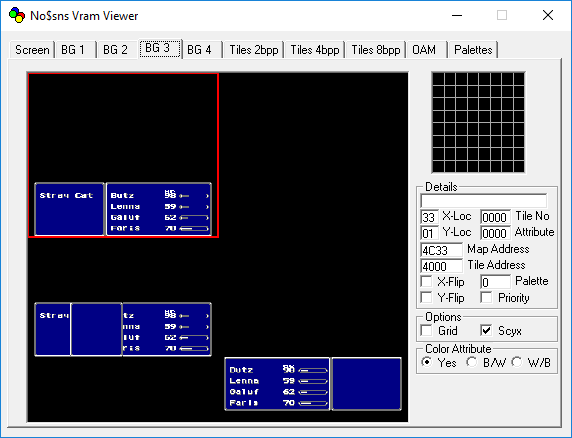 No$sns Vram Viewer
Screen BG 1 BG 2 BG 3 BG 4 Tiles 2bpp Tiles 4bpp Tiles 8bpp OAM Palettes
Stray Cat
Butz 98
Lenna 59
Galuf 62
Faris 70
Details
33 X-Loc 0000 Tile No
01 Y-Loc 0000 Attribute
4C33 Map Address
4000 Tile Address
X-Flip 0 Palette
Y-Flip Priority
Options
Grid Scyx
Color Attribute
Yes B/W W/B
Stray tz 98
nna 59
luf 62
ris 70
Butz
Lenna 59
Galuf 62
Faris 70